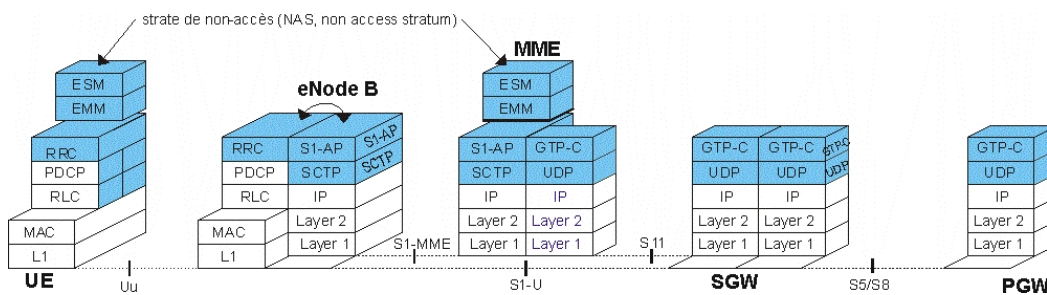 strate de non-accès (NAS, non access stratum)
MME
ESM
EMM
eNode B
ESM
EMM
RRC
PDCP
RLC
MAC
L1
UE
Uu
RRC
PDCP
RLC
MAC
L1
S1-AP
SCTP
IP
Layer 2
Layer 1
S1-AP
SCTP
S1-MME
S1-AP
SCTP
IP
Layer 2
Layer 1
GTP-C
UDP
IP
Layer 2
Layer 1
S1-U
S11
GTP-C
UDP
IP
Layer 2
Layer 1
GTP-C
UDP
IP
Layer 2
Layer 1
GTP-C
UDP
SGW
S5/S8
GTP-C
UDP
IP
Layer 2
Layer 1
PGW